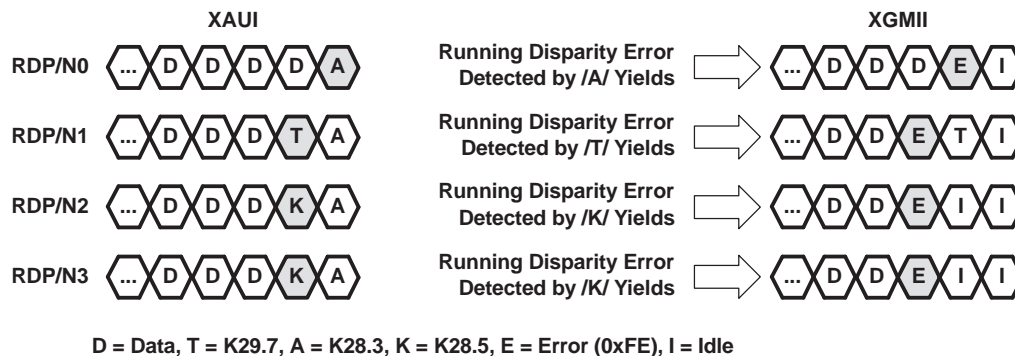 XAUI XGMII
RDP/N0 ... D D D D A Running Disparity Error Detected by /A/ Yields ... D D D E I
RDP/N1 ... D D D T A Running Disparity Error Detected by /T/ Yields ... D D E T I
RDP/N2 ... D D D K A Running Disparity Error Detected by /K/ Yields ... D D E I I
RDP/N3 ... D D D K A Running Disparity Error Detected by /K/ Yields ... D D E I I
D = Data, T = K29.7, A = K28.3, K = K28.5, E = Error (0xFE), I = Idle